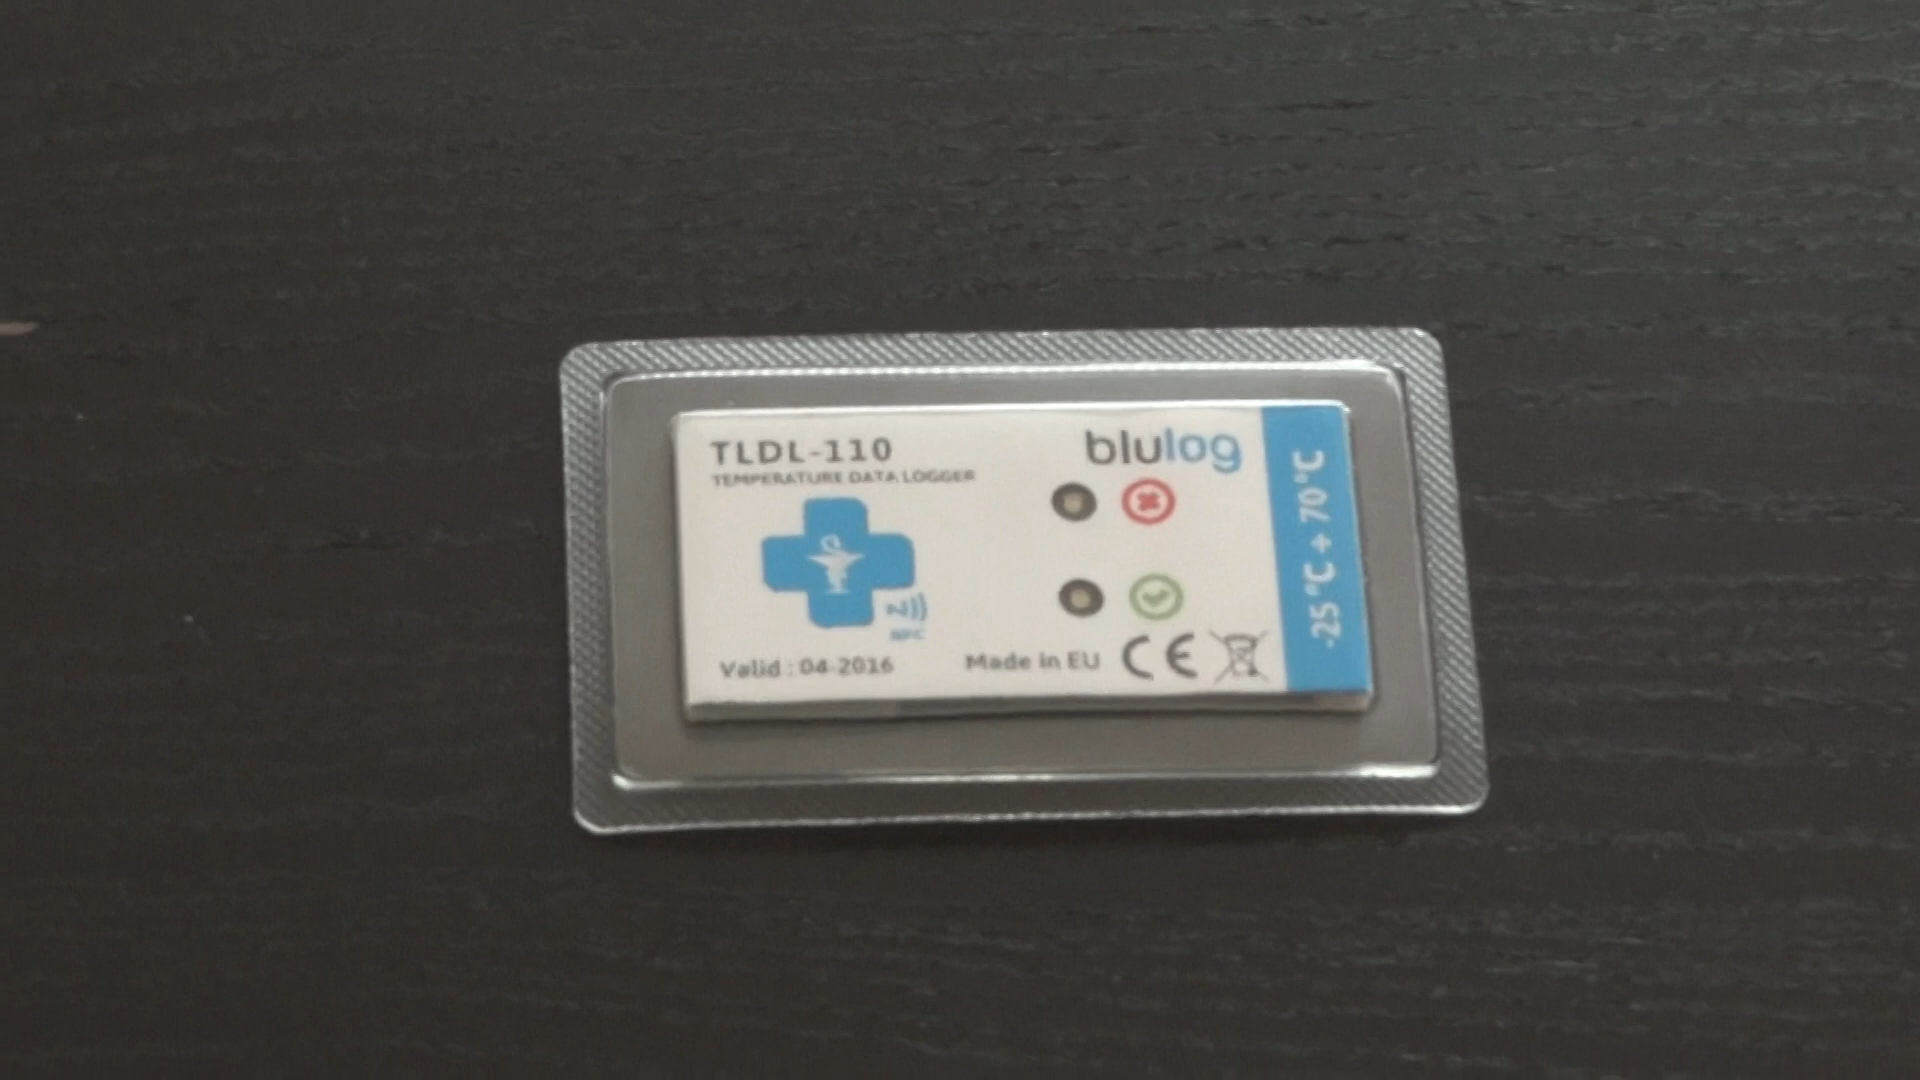 TLDL-110
TEMPERATURE DATA LOGGER
blulog
NFC
Valid : 04-2016
Made in EU CE
-25 °C + 70°C